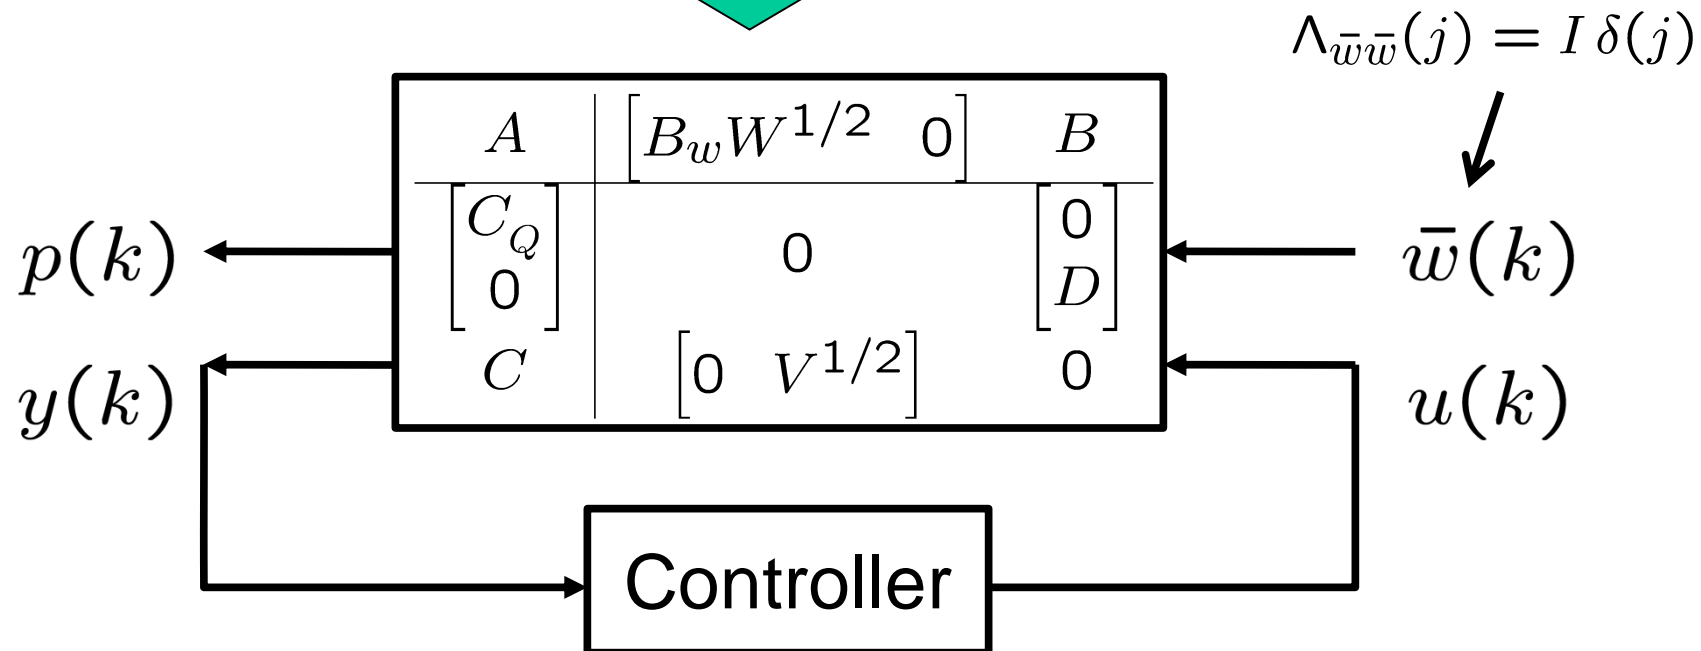 Λ_{w̄w̄}(j) = I δ(j)
A [B_w W^{1/2} 0] B
[C_Q 0] 0 [0 D]
C [0 V^{1/2}] 0
p(k)
w̄(k)
y(k)
u(k)
Controller